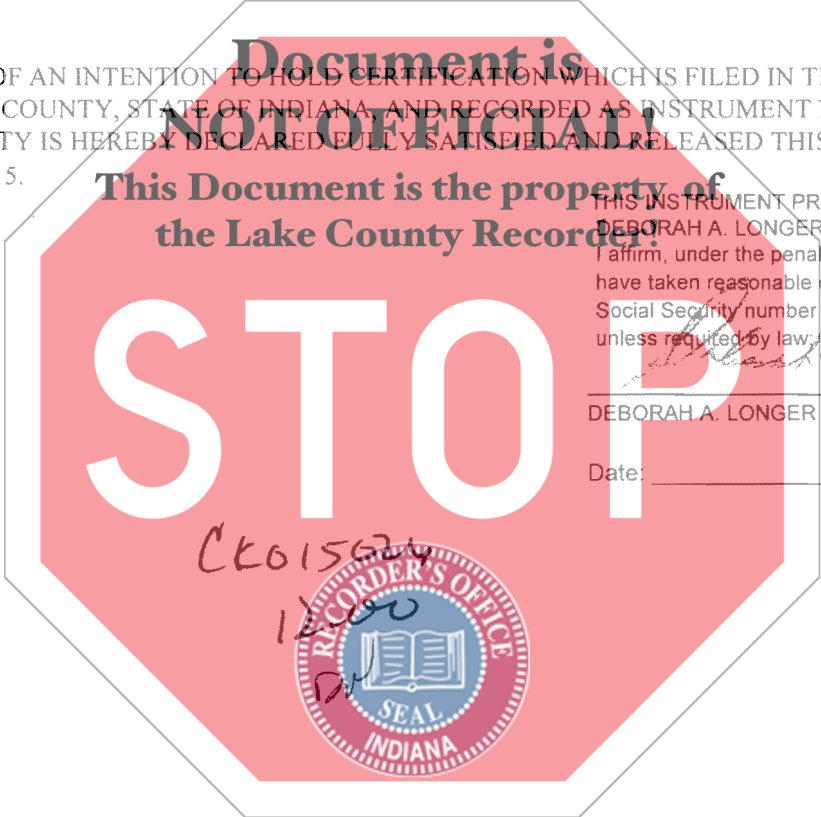 Document is
OF AN INTENTION TO HOLD CERTIFICATION WHICH IS FILED IN T
COUNTY, STATE OF INDIANA, AND RECORDED AS INSTRUMENT
NOT OFFICIAL!
TY IS HEREBY DECLARED FULLY SATISFIED AND RELEASED THIS
5.
This Document is the property of
the Lake County Recorder!
THIS INSTRUMENT PR
DEBORAH A. LONGER
I affirm, under the penal
have taken reasonable
Social Security number
unless required by law;
STOP
DEBORAH A. LONGER
Date:
CK015624
12.00
RECORDER'S OFFICE
SEAL
INDIANA